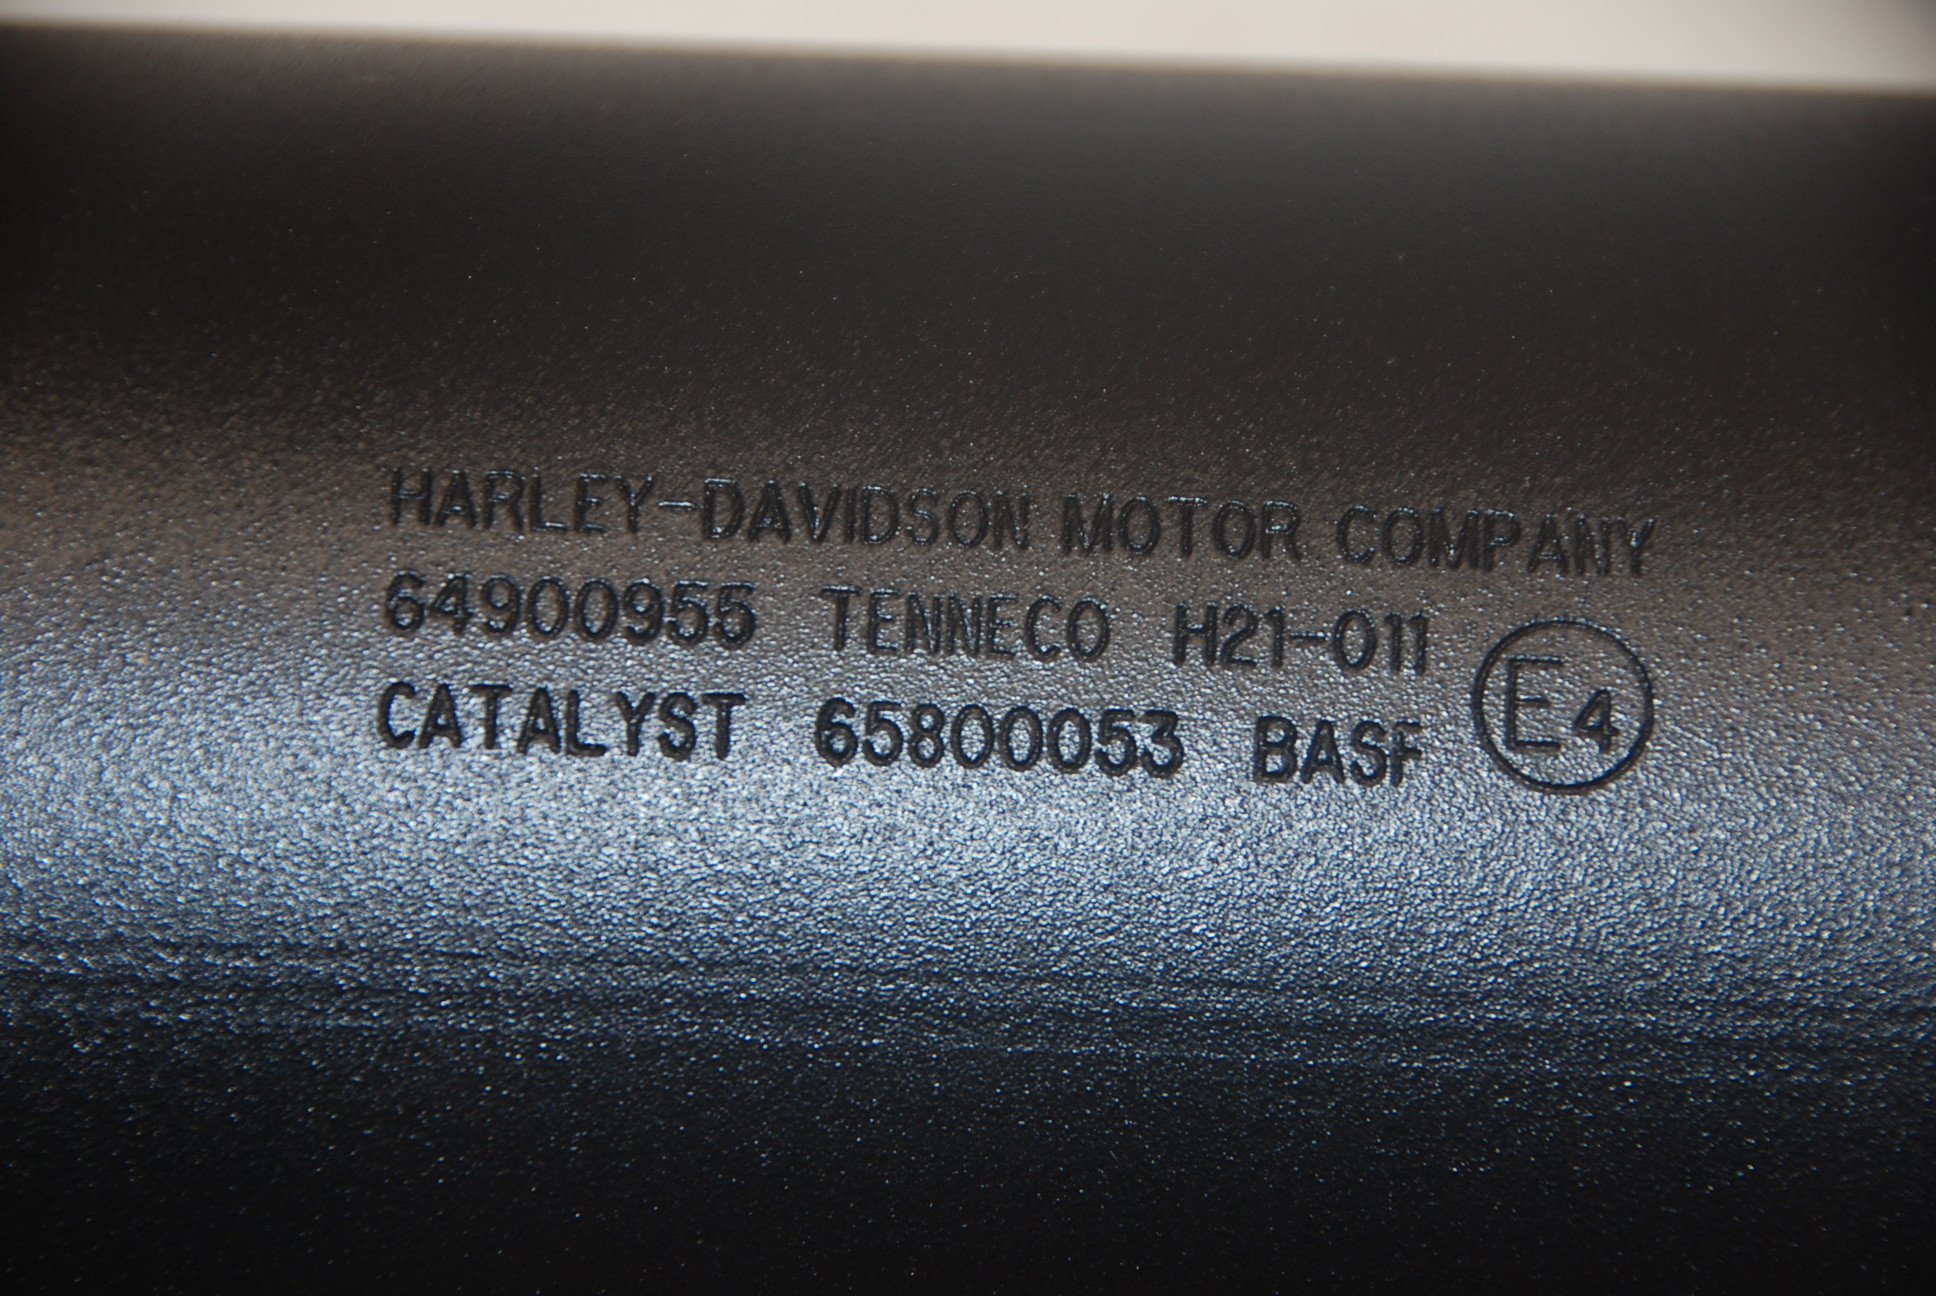 HARLEY-DAVIDSON MOTOR COMPANY
64900955 TENNECO H21-011
CATALYST 65800053 BASF E4